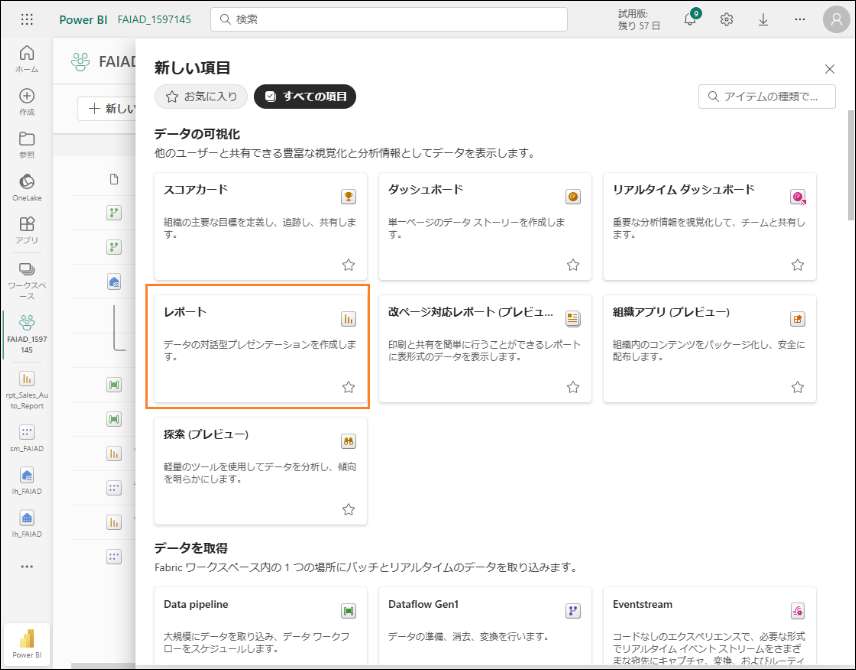 Power BI FAIAD_1597145
検索
試用版:
残り 57 日
9
ホーム
作成
参照
OneLake
アプリ
ワークスペース
FAIAD_1597145
rpt_Sales_Auto_Report
sm_FAIAD
lh_FAIAD
lh_FAIAD
Power BI
FAIAD
新しい
新しい項目
お気に入り
すべての項目
アイテムの種類で...
データの可視化
他のユーザーと共有できる豊富な視覚化と分析情報としてデータを表示します。
スコアカード
組織の主要な目標を定義し、追跡し、共有します。
ダッシュボード
単一ページのデータ ストーリーを作成します。
リアルタイム ダッシュボード
重要な分析情報を視覚化して、チームと共有します。
レポート
データの対話型プレゼンテーションを作成します。
改ページ対応レポート (プレビュ...
印刷と共有を簡単に行うことができるレポートに表形式のデータを表示します。
組織アプリ (プレビュー)
組織内のコンテンツをパッケージ化し、安全に配布します。
探索 (プレビュー)
軽量のツールを使用してデータを分析し、傾向を明らかにします。
データを取得
Fabric ワークスペース内の 1 つの場所にバッチとリアルタイムのデータを取り込みます。
Data pipeline
大規模にデータを取り込み、データ ワークフローをスケジュールします。
Dataflow Gen1
データの準備、消去、変換を行います。
Eventstream
コードなしのエクスペリエンスで、必要な形式でリアルタイム イベント ストリームをさまざまな宛先にキャプチャ、変換、およびルーティ